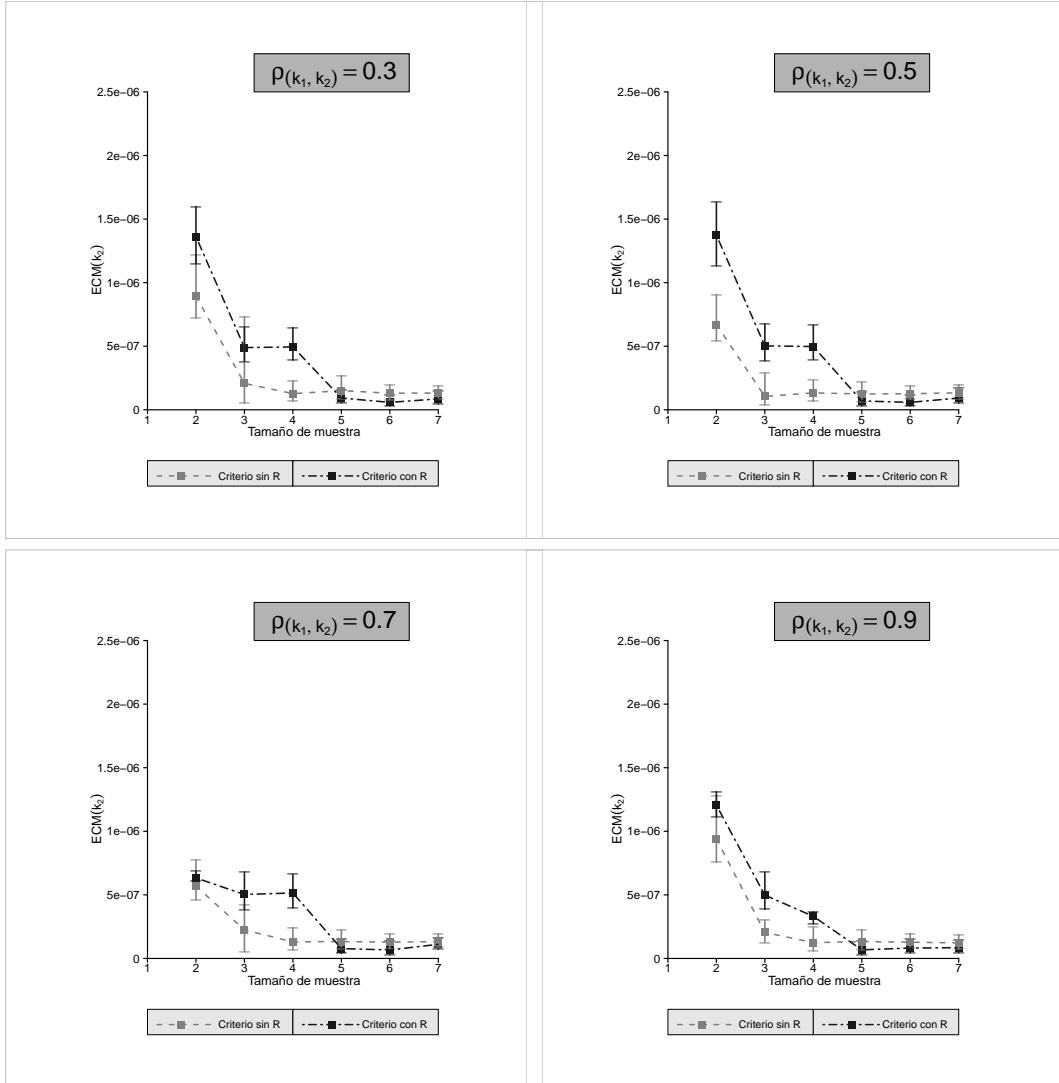 ρ(k₁, k₂) = 0.3
2.5e−06
2e−06
1.5e−06
1e−06
5e−07
0
ECM(k₂)
1 2 3 4 5 6 7
Tamaño de muestra
Criterio sin R Criterio con R
ρ(k₁, k₂) = 0.5
2.5e−06
2e−06
1.5e−06
1e−06
5e−07
0
ECM(k₂)
1 2 3 4 5 6 7
Tamaño de muestra
Criterio sin R Criterio con R
ρ(k₁, k₂) = 0.7
2.5e−06
2e−06
1.5e−06
1e−06
5e−07
0
ECM(k₂)
1 2 3 4 5 6 7
Tamaño de muestra
Criterio sin R Criterio con R
ρ(k₁, k₂) = 0.9
2.5e−06
2e−06
1.5e−06
1e−06
5e−07
0
ECM(k₂)
1 2 3 4 5 6 7
Tamaño de muestra
Criterio sin R Criterio con R